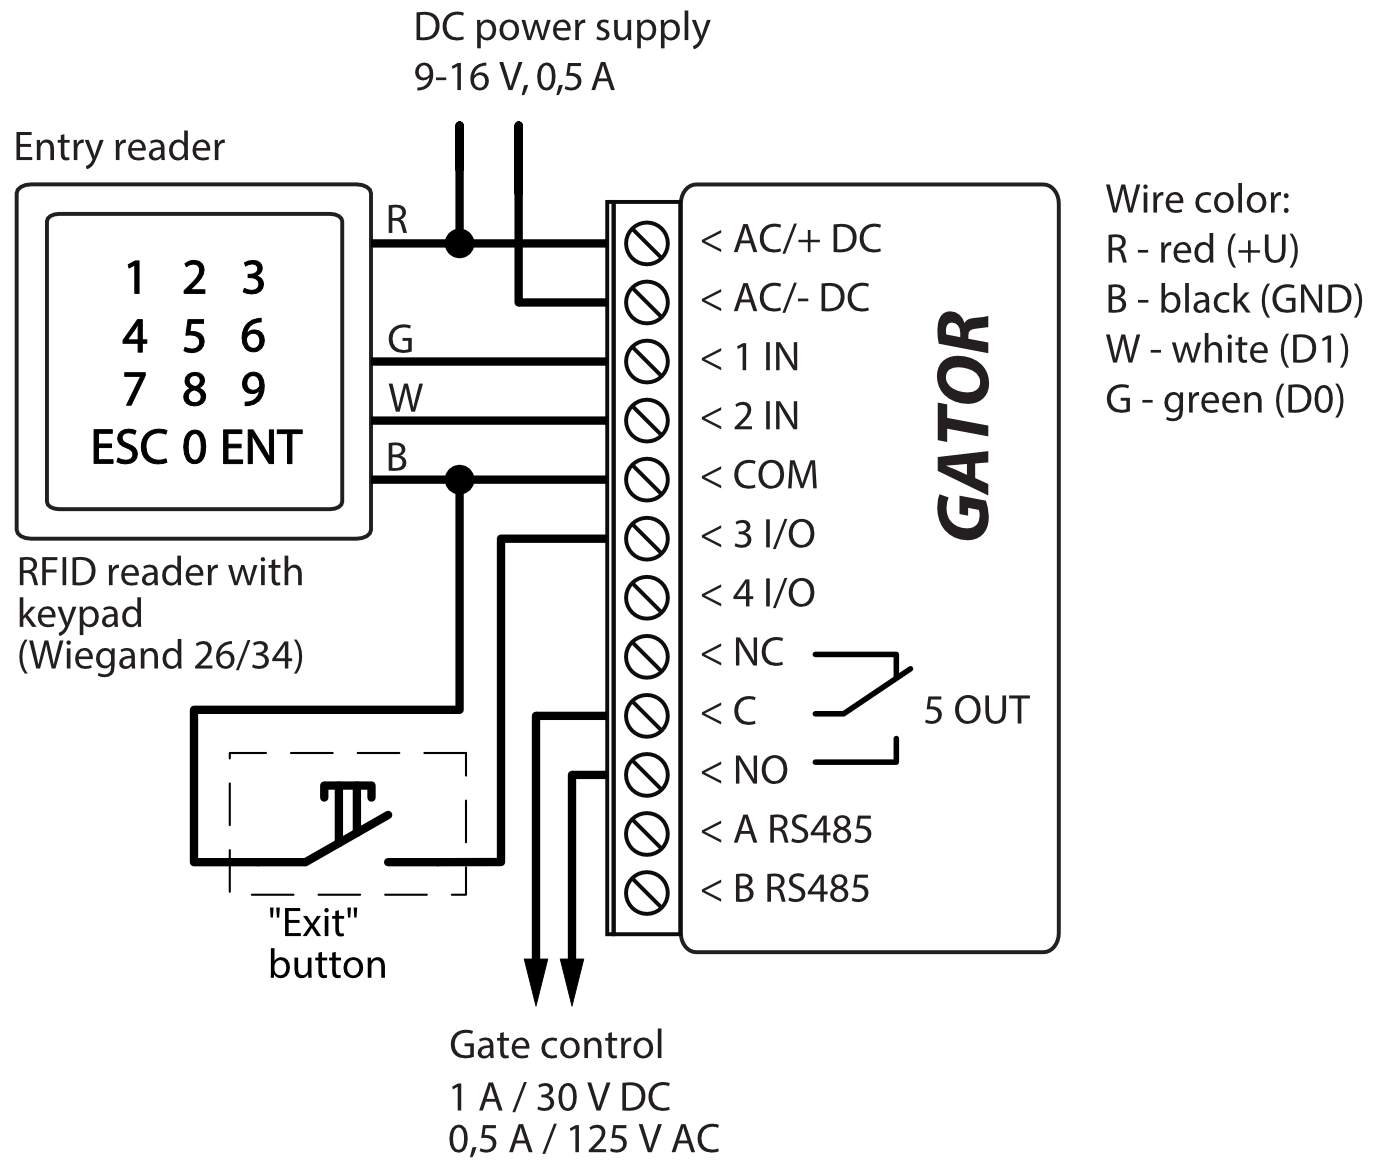 DC power supply
9-16 V, 0,5 A
Entry reader
1 2 3
4 5 6
7 8 9
ESC 0 ENT
RFID reader with
keypad
(Wiegand 26/34)
R
G
W
B
"Exit"
button
< AC/+ DC
< AC/- DC
< 1 IN
< 2 IN
< COM
< 3 I/O
< 4 I/O
< NC
< C
< NO
< A RS485
< B RS485
5 OUT
GATOR
Wire color:
R - red (+U)
B - black (GND)
W - white (D1)
G - green (D0)
Gate control
1 A / 30 V DC
0,5 A / 125 V AC